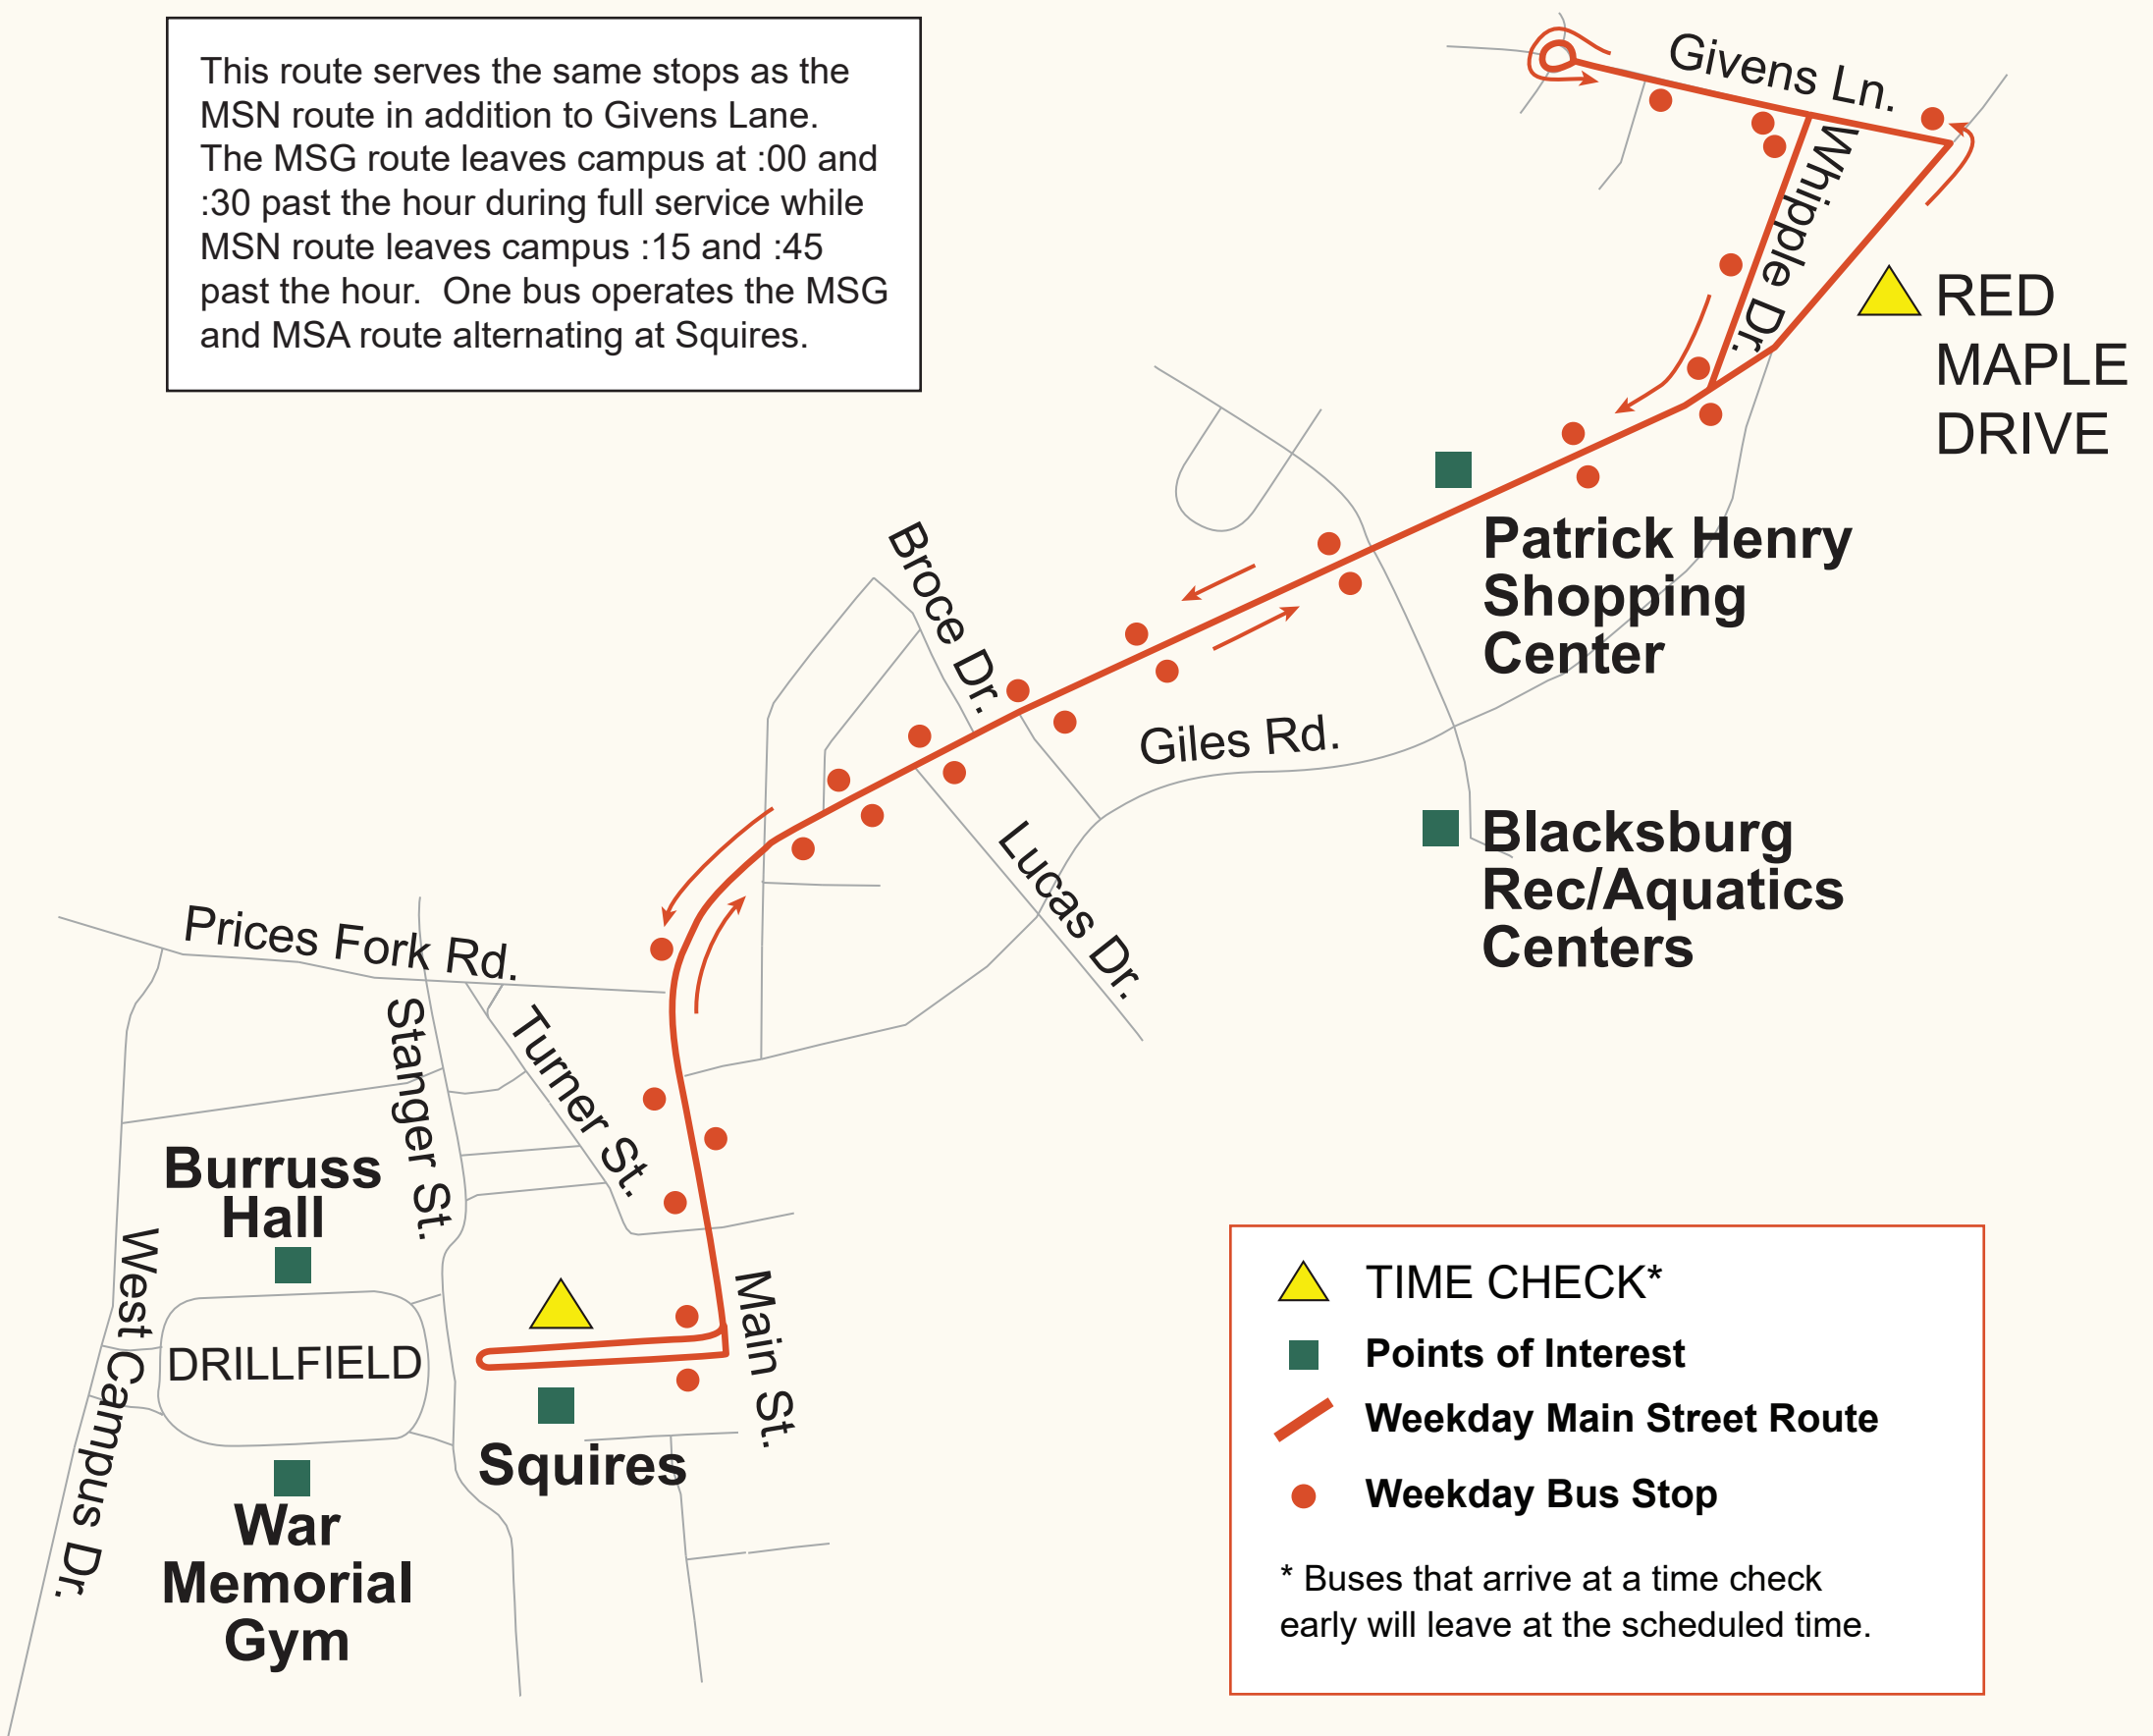 This route serves the same stops as the
MSN route in addition to Givens Lane.
The MSG route leaves campus at :00 and
:30 past the hour during full service while
MSN route leaves campus :15 and :45
past the hour.  One bus operates the MSG
and MSA route alternating at Squires.
Givens Ln.
Whipple Dr.
RED
MAPLE
DRIVE
Patrick Henry
Shopping
Center
Broce Dr.
Giles Rd.
Blacksburg
Rec/Aquatics
Centers
Lucas Dr.
Prices Fork Rd.
Stanger St.
Turner St.
Burruss
Hall
West Campus Dr.
DRILLFIELD
Main St.
Squires
War
Memorial
Gym
TIME CHECK*
Points of Interest
Weekday Main Street Route
Weekday Bus Stop
* Buses that arrive at a time check
early will leave at the scheduled time.